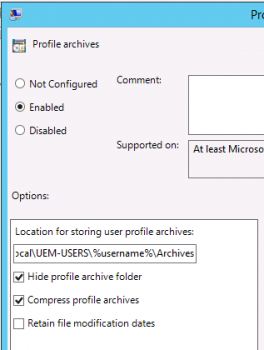 Pro
Profile archives
Not Configured
Comment:
Enabled
Disabled
Supported on:
At least Microso
Options:
Location for storing user profile archives:
ocal\UEM-USERS\%username%\Archives
Hide profile archive folder
Compress profile archives
Retain file modification dates